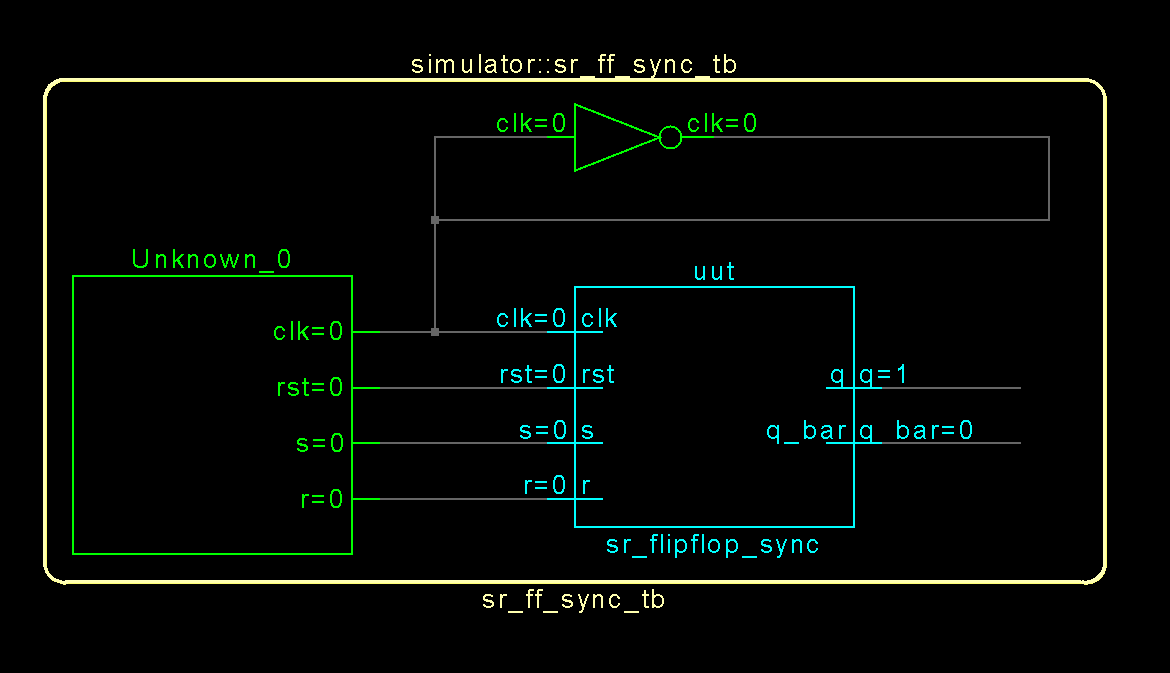 simulator::sr_ff_sync_tb
clk=0 clk=0
Unknown_0
uut
clk=0 clk=0 clk
rst=0 rst=0 rst q q=1
s=0 s=0 s q_bar q_bar=0
r=0 r=0 r
sr_flipflop_sync
sr_ff_sync_tb